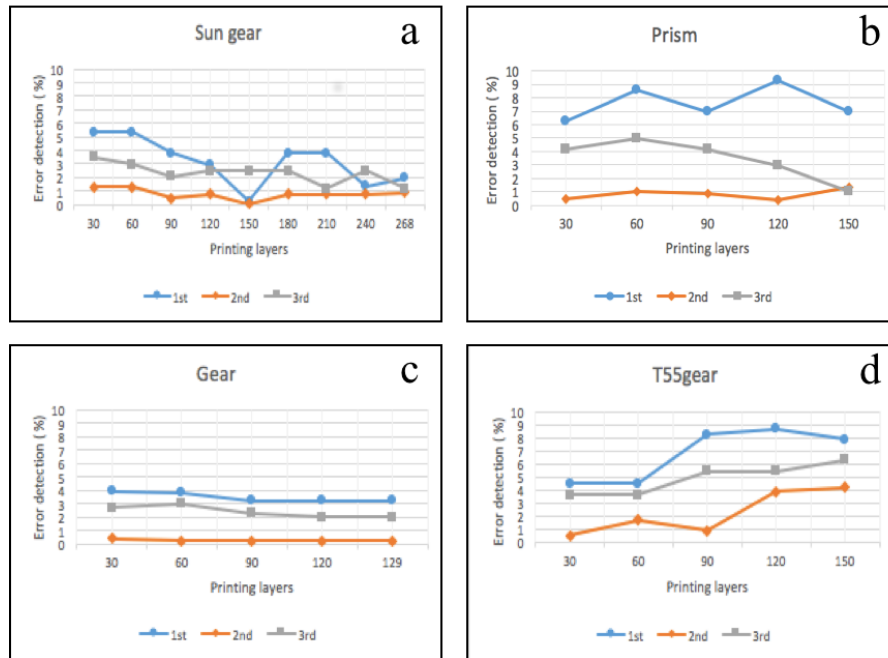 Sun gear
a
Error detection ( %)
10
9
8
7
6
5
4
3
2
1
0
30 60 90 120 150 180 210 240 268
Printing layers
1st 2nd 3rd
Prism
b
Error detection ( %)
10
9
8
7
6
5
4
3
2
1
0
30 60 90 120 150
Printing layers
1st 2nd 3rd
Gear
c
Error detection ( %)
10
9
8
7
6
5
4
3
2
1
0
30 60 90 120 129
Printing layers
1st 2nd 3rd
T55gear
d
Error detection ( %)
10
9
8
7
6
5
4
3
2
1
0
30 60 90 120 150
Printing layers
1st 2nd 3rd